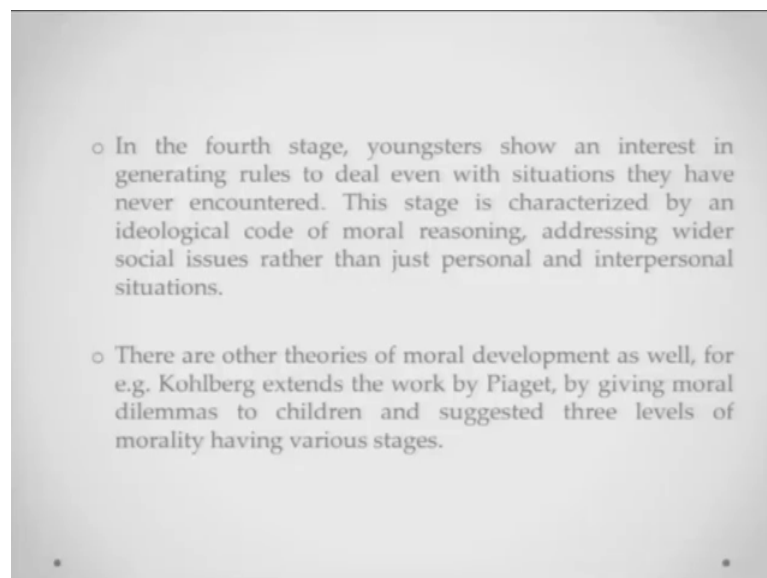 o In the fourth stage, youngsters show an interest in
generating rules to deal even with situations they have
never encountered. This stage is characterized by an
ideological code of moral reasoning, addressing wider
social issues rather than just personal and interpersonal
situations.
o There are other theories of moral development as well, for
e.g. Kohlberg extends the work by Piaget, by giving moral
dilemmas to children and suggested three levels of
morality having various stages.